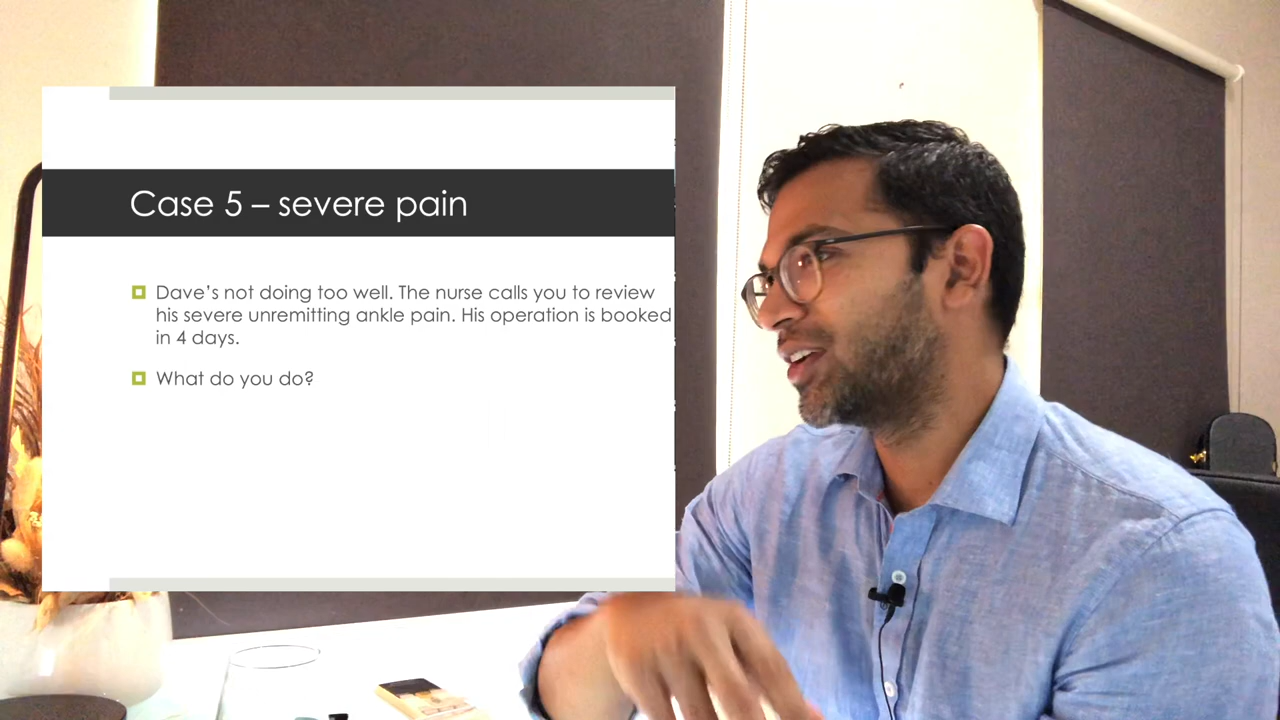 Case 5 – severe pain
Dave’s not doing too well. The nurse calls you to review
his severe unremitting ankle pain. His operation is booked
in 4 days.
What do you do?